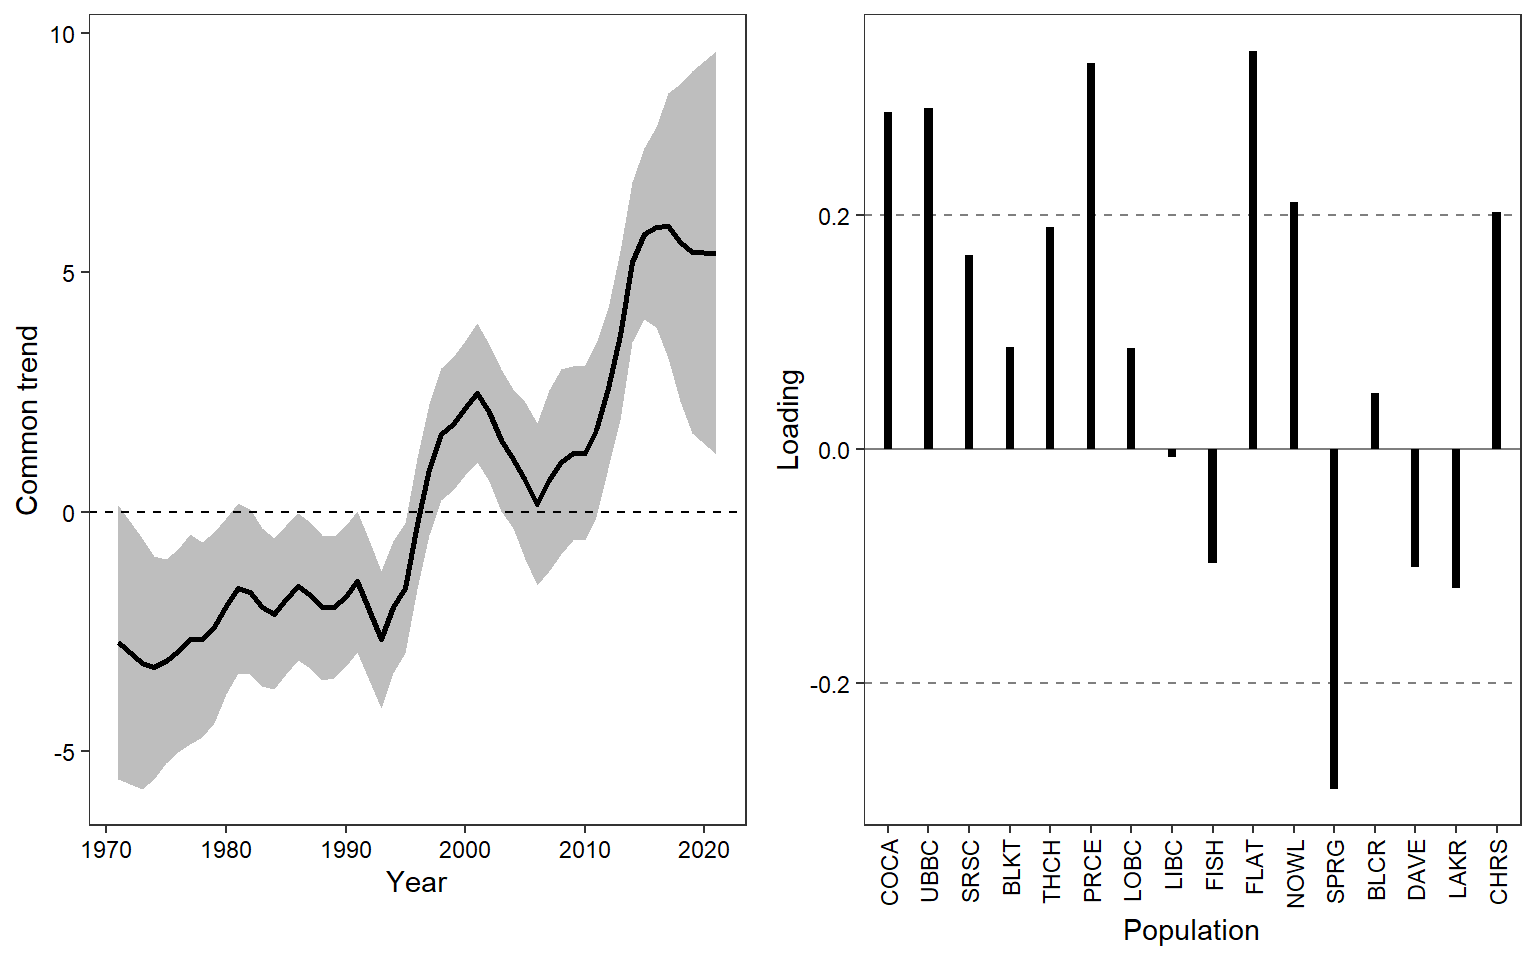 10
5
0
-5
Common trend
1970 1980 1990 2000 2010 2020
Year
0.2
0.0
-0.2
Loading
COCA UBBC SRSC BLKT THCH PRCE LOBC LIBC FISH FLAT NOWL SPRG BLCR DAVE LAKR CHRS
Population